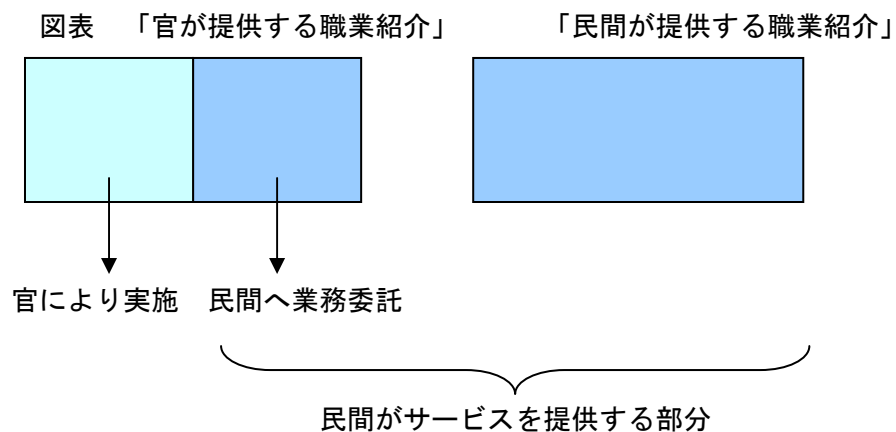 図表 「官が提供する職業紹介」 「民間が提供する職業紹介」
官により実施 民間へ業務委託
民間がサービスを提供する部分